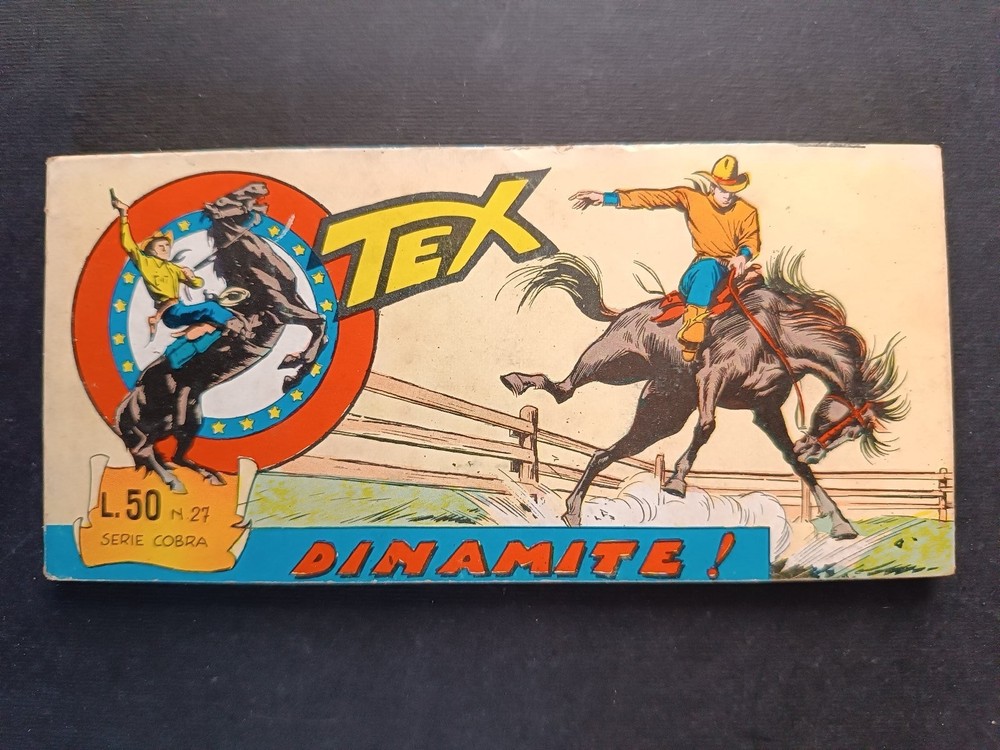 TEX
L.50 N 27
SERIE COBRA
DINAMITE!